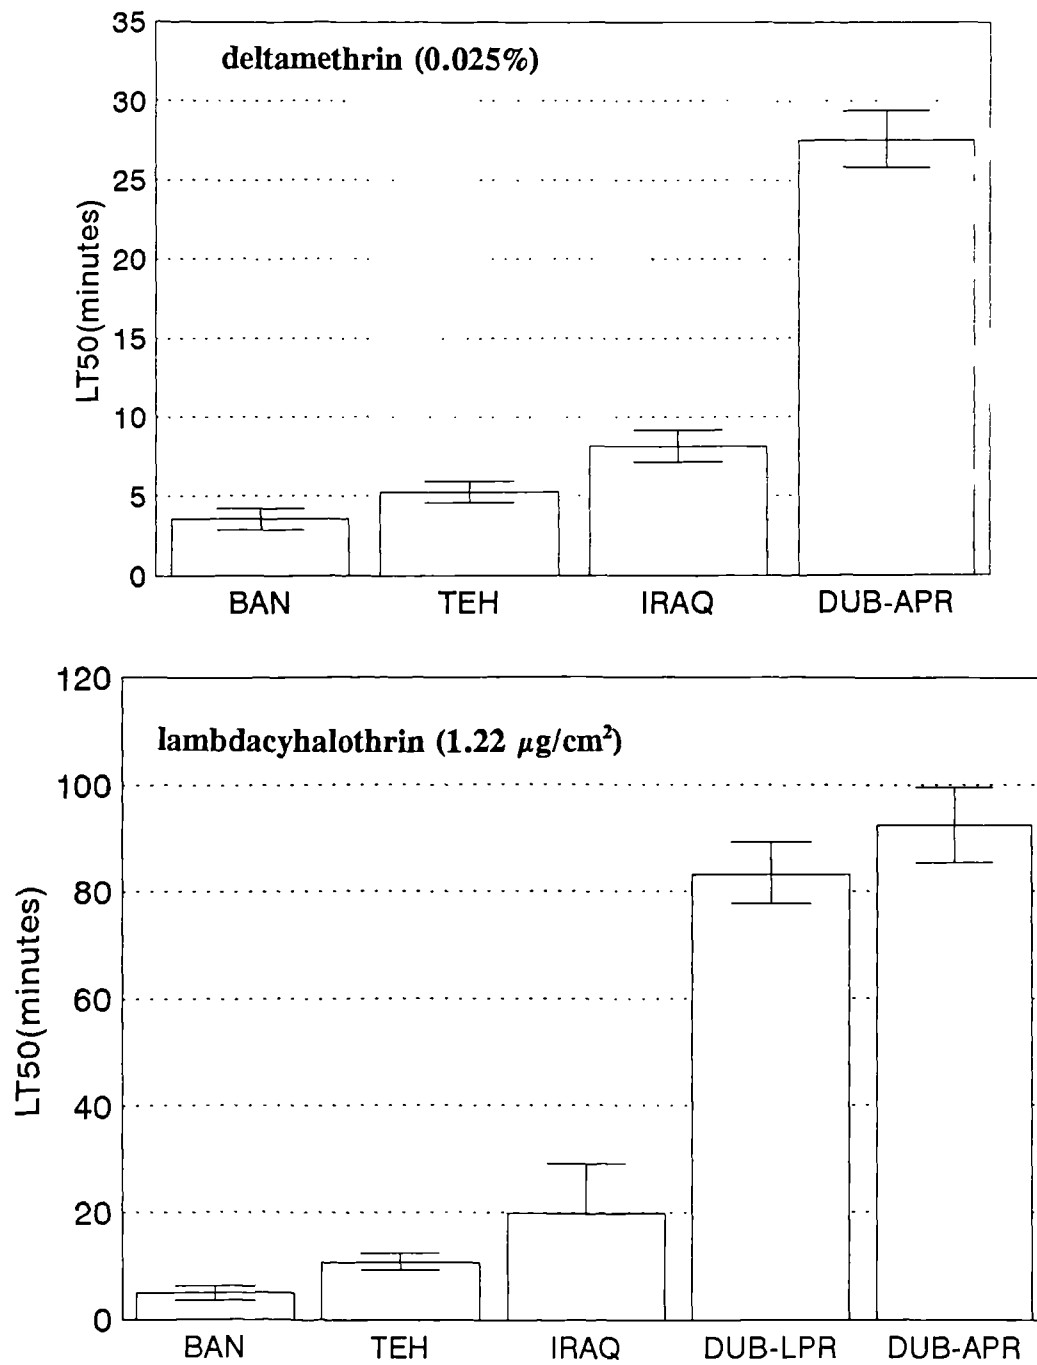 35
deltamethrin (0.025%)
30
25
20
15
10
5
0
LT50(minutes)
BAN TEH IRAQ DUB-APR
120
lambdacyhalothrin (1.22 μg/cm²)
100
80
60
40
20
0
LT50(minutes)
BAN TEH IRAQ DUB-LPR DUB-APR